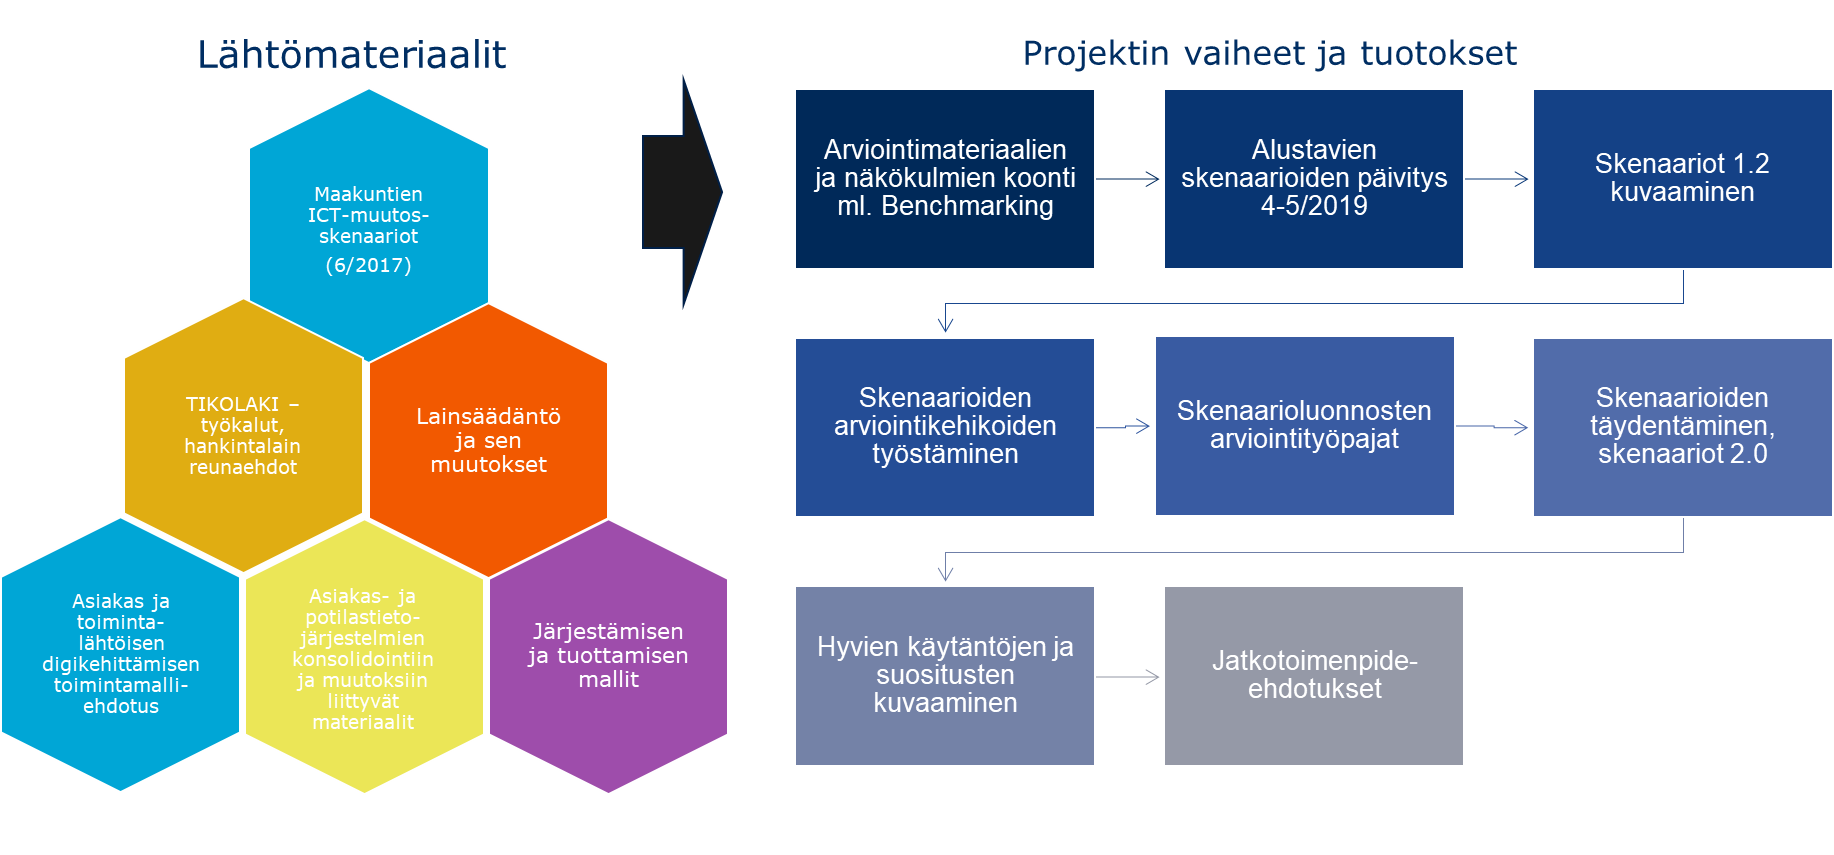 Lähtömateriaalit
Maakuntien
ICT-muutos-
skenaariot
(6/2017)
TIKOLAKI –
työkalut,
hankintalain
reunaehdot
Lainsäädäntö
ja sen
muutokset
Asiakas ja
toiminta-
lähtöisen
digikehittämisen
toimintamalli-
ehdotus
Asiakas- ja
potilastieto-
järjestelmien
konsolidointiin
ja muutoksiin
liittyvät
materiaalit
Järjestämisen
ja tuottamisen
mallit
Projektin vaiheet ja tuotokset
Arviointimateriaalien
ja näkökulmien koonti
ml. Benchmarking
Alustavien
skenaarioiden päivitys
4-5/2019
Skenaariot 1.2
kuvaaminen
Skenaarioiden
arviointikehikoiden
työstäminen
Skenaarioluonnosten
arviointityöpajat
Skenaarioiden
täydentäminen,
skenaariot 2.0
Hyvien käytäntöjen ja
suositusten
kuvaaminen
Jatkotoimenpide-
ehdotukset